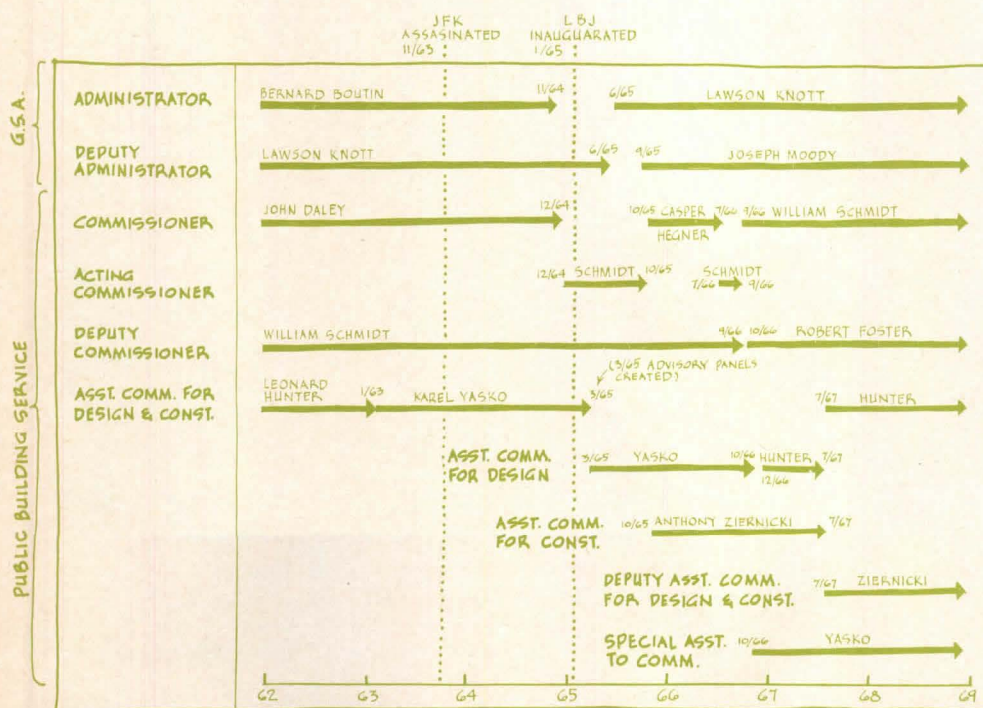 JFK
ASSASINATED
11/63
LBJ
INAUGUARATED
1/65
G.S.A.
ADMINISTRATOR
BERNARD BOUTIN
11/64
6/65
LAWSON KNOTT
DEPUTY
ADMINISTRATOR
LAWSON KNOTT
6/65
9/65
JOSEPH MOODY
PUBLIC BUILDING SERVICE
COMMISSIONER
JOHN DALEY
12/64
10/65 CASPER 7/66
HEGNER
9/66 WILLIAM SCHMIDT
ACTING
COMMISSIONER
12/64 SCHMIDT 10/65
SCHMIDT
7/66 9/66
DEPUTY
COMMISSIONER
WILLIAM SCHMIDT
9/66
10/66 ROBERT FOSTER
(3/65 ADVISORY PANELS
CREATED)
ASST. COMM. FOR
DESIGN & CONST.
LEONARD
HUNTER
1/63
KAREL YASKO
3/65
7/67 HUNTER
ASST. COMM.
FOR DESIGN
3/65 YASKO 10/66
HUNTER 7/67
12/66
ASST. COMM.
FOR CONST.
10/65 ANTHONY ZIERNICKI 7/67
DEPUTY ASST. COMM.
FOR DESIGN & CONST.
7/67 ZIERNICKI
SPECIAL ASST.
TO COMM.
10/66 YASKO
62 63 64 65 66 67 68 69